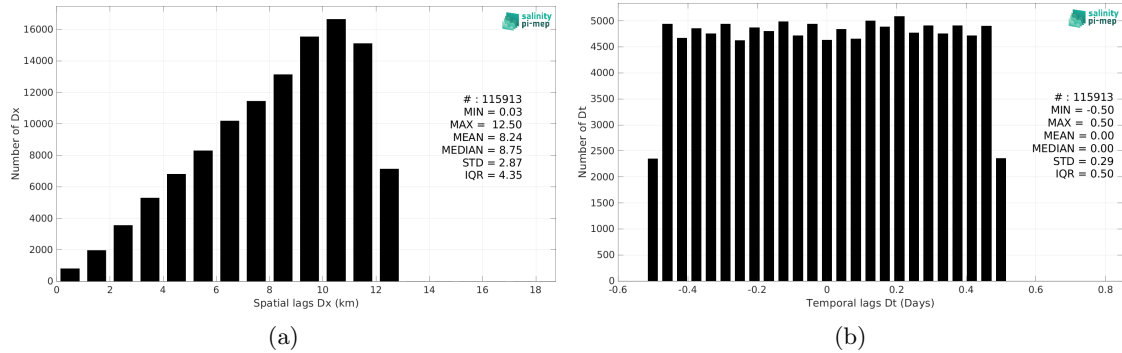 16000
14000
12000
10000
8000
6000
4000
2000
0
Number of Dx
0 2 4 6 8 10 12 14 16 18
Spatial lags Dx (km)
salinity
pi-mep
# : 115913
MIN = 0.03
MAX = 12.50
MEAN = 8.24
MEDIAN = 8.75
STD = 2.87
IQR = 4.35
(a)
5000
4500
4000
3500
3000
2500
2000
1500
1000
500
0
Number of Dt
-0.6 -0.4 -0.2 0 0.2 0.4 0.6 0.8
Temporal lags Dt (Days)
salinity
pi-mep
# : 115913
MIN = -0.50
MAX = 0.50
MEAN = 0.00
MEDIAN = 0.00
STD = 0.29
IQR = 0.50
(b)